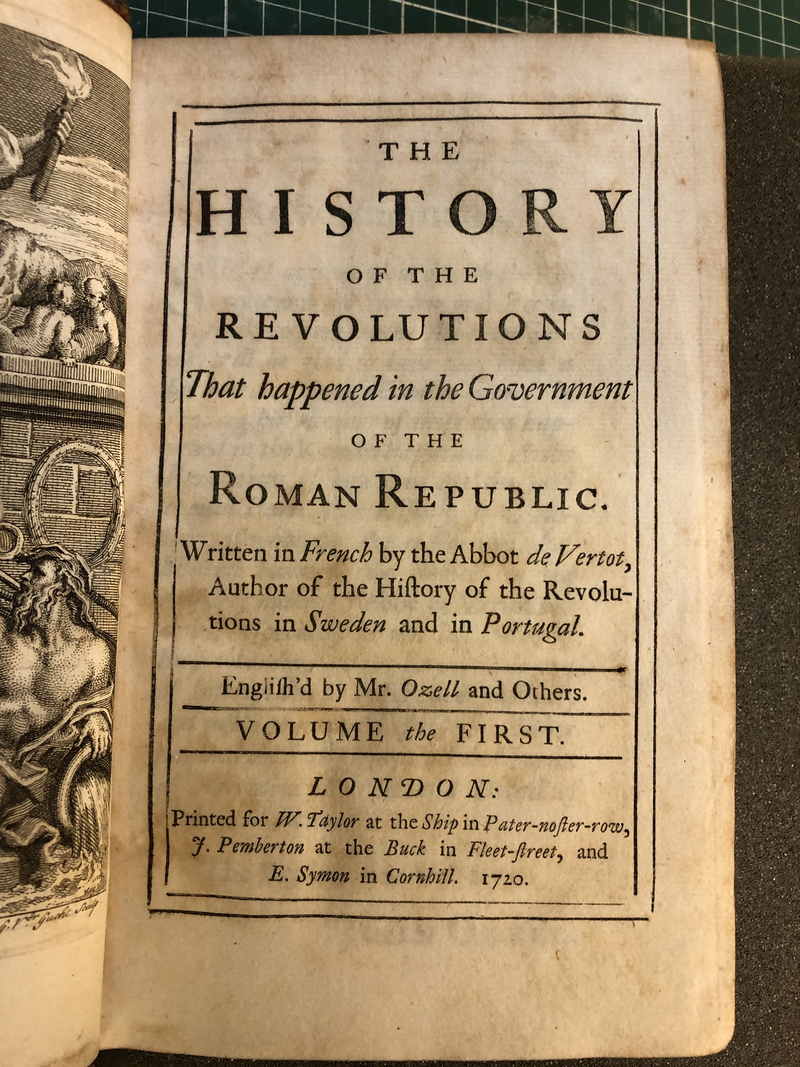 THE
HISTORY
OF THE
REVOLUTIONS
That happened in the Government
OF THE
ROMAN REPUBLIC.
Written in French by the Abbot de Vertot,
Author of the Hiſtory of the Revolu-
tions in Sweden and in Portugal.
Engliſh'd by Mr. Ozell and Others.
VOLUME the FIRST.
LONDON:
Printed for W. Taylor at the Ship in Pater-noſter-row,
J. Pemberton at the Buck in Fleet-ſtreet, and
E. Symon in Cornhill. 1720.
G. V.dr Gucht Sculp